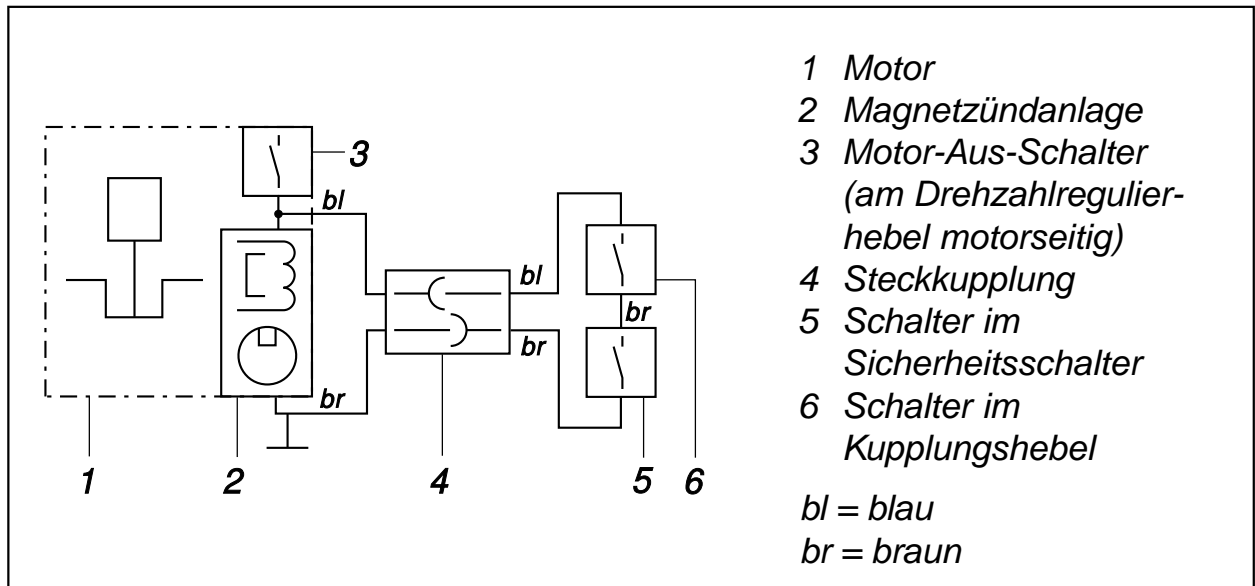 3
bl
bl
br
br
br
1
2
4
5
6
1 Motor
2 Magnetzündanlage
3 Motor-Aus-Schalter
(am Drehzahlregulier-
hebel motorseitig)
4 Steckkupplung
5 Schalter im
Sicherheitsschalter
6 Schalter im
Kupplungshebel
bl = blau
br = braun